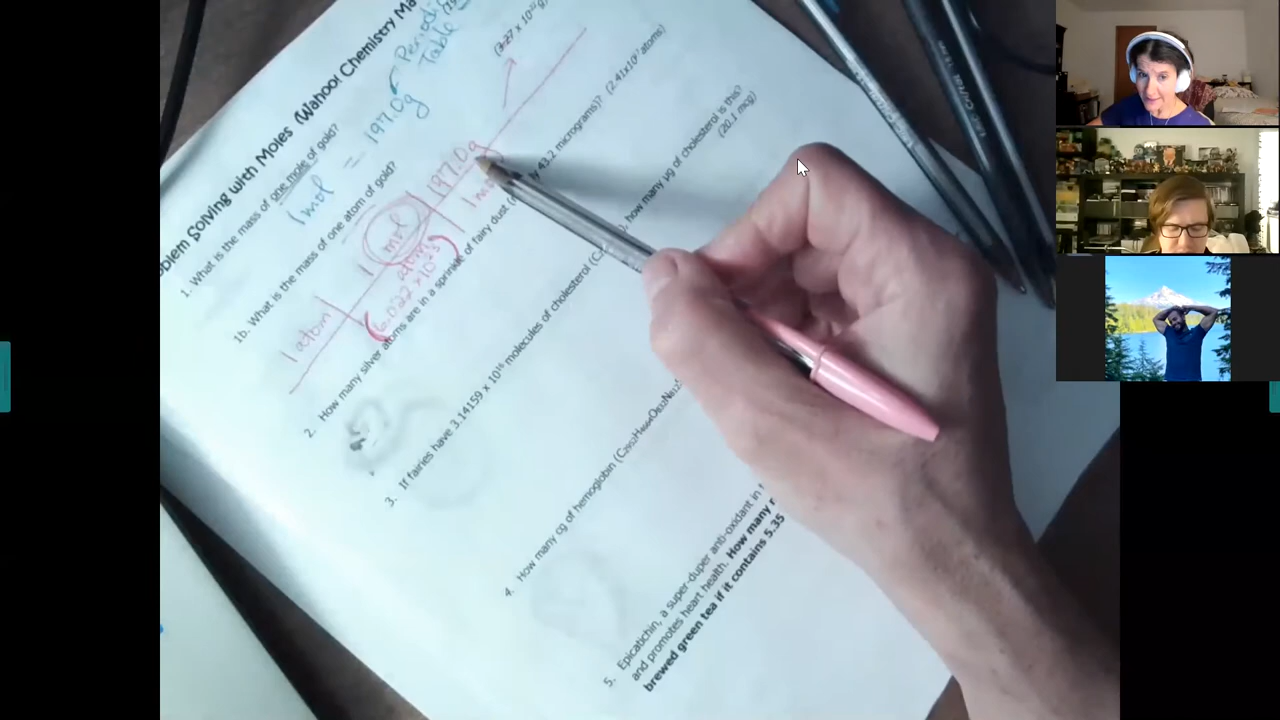 oblem Solving with Moles (Wahoo! Chemistry Ma
1. What is the mass of one mole of gold?
1 mol = 197.0g
Periodic
Table
1b. What is the mass of one atom of gold?
(3.27 x 10²²g)
1 atom 1 mol 197.0g
6.022 x 10²³ atoms 1 mol
2. How many silver atoms are in a sprinkle of fairy dust ( ly 43.2 micrograms)? (2.41x10¹⁷ atoms)
3. If fairies have 3.14159 x 10¹⁶ molecules of cholesterol (C , how many µg of cholesterol is this?
(20.1 mcg)
4. How many cg of hemoglobin (C
5. Epicatichin, a super-duper anti-oxidant in
and promotes heart health. How many
brewed green tea if it contains 5.35